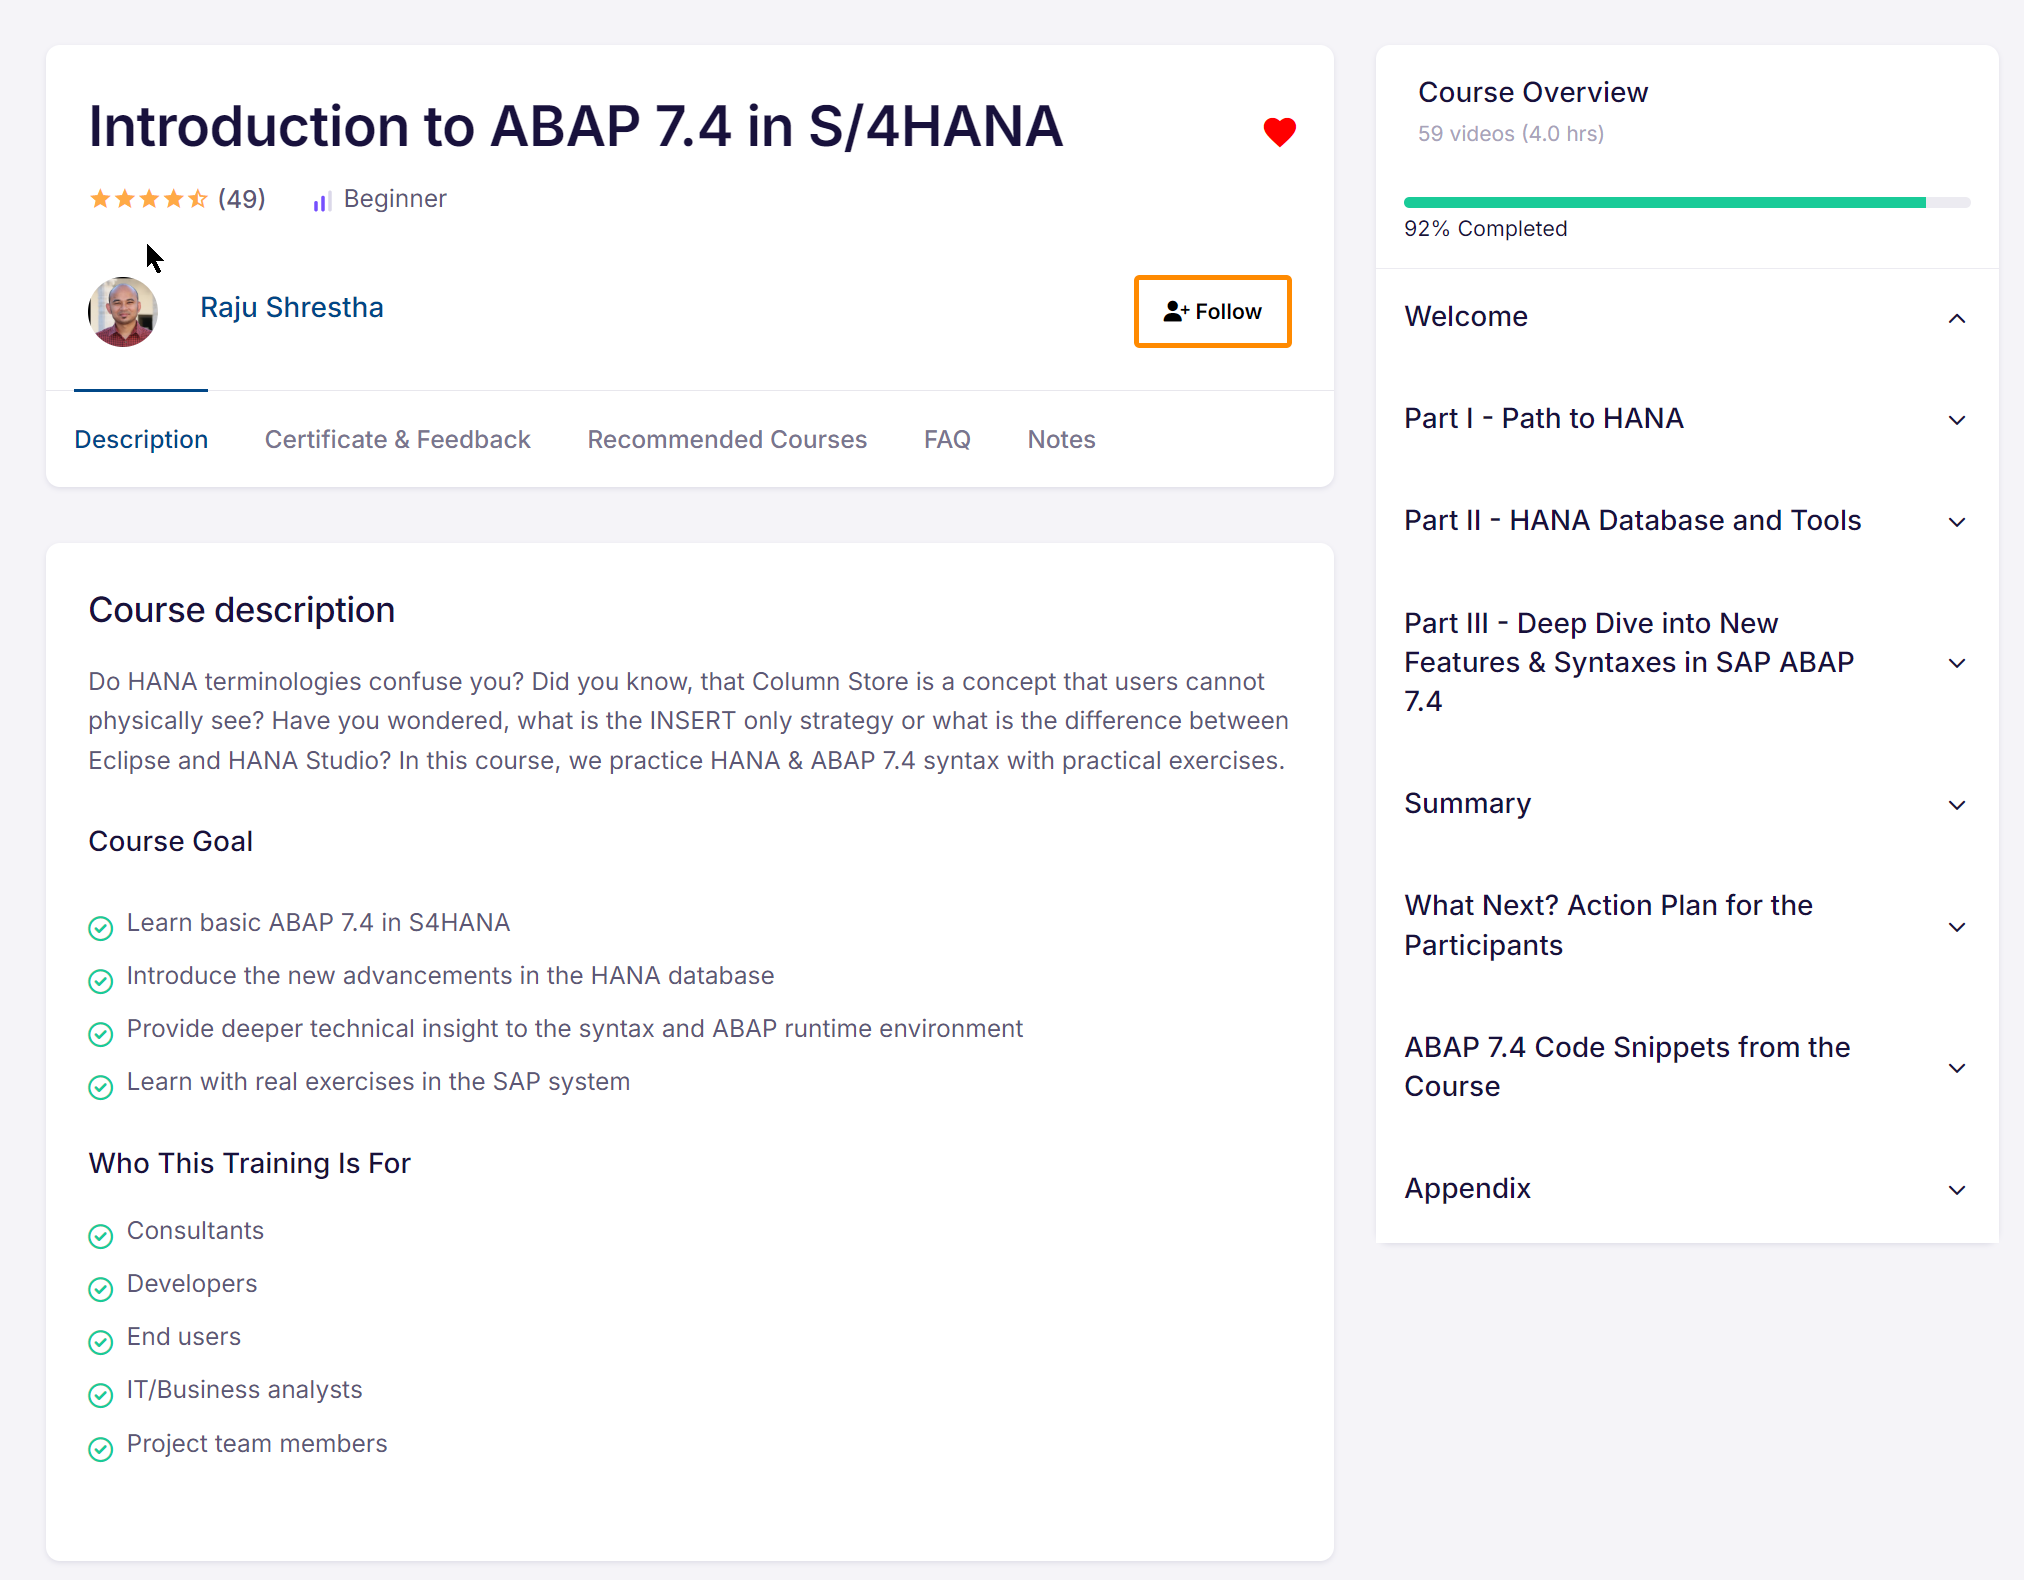 Introduction to ABAP 7.4 in S/4HANA
(49)
Beginner
Raju Shrestha
Follow
Description
Certificate & Feedback
Recommended Courses
FAQ
Notes
Course description
Do HANA terminologies confuse you? Did you know, that Column Store is a concept that users cannot
physically see? Have you wondered, what is the INSERT only strategy or what is the difference between
Eclipse and HANA Studio? In this course, we practice HANA & ABAP 7.4 syntax with practical exercises.
Course Goal
Learn basic ABAP 7.4 in S4HANA
Introduce the new advancements in the HANA database
Provide deeper technical insight to the syntax and ABAP runtime environment
Learn with real exercises in the SAP system
Who This Training Is For
Consultants
Developers
End users
IT/Business analysts
Project team members
Course Overview
59 videos (4.0 hrs)
92% Completed
Welcome
Part I - Path to HANA
Part II - HANA Database and Tools
Part III - Deep Dive into New
Features & Syntaxes in SAP ABAP
7.4
Summary
What Next? Action Plan for the
Participants
ABAP 7.4 Code Snippets from the
Course
Appendix